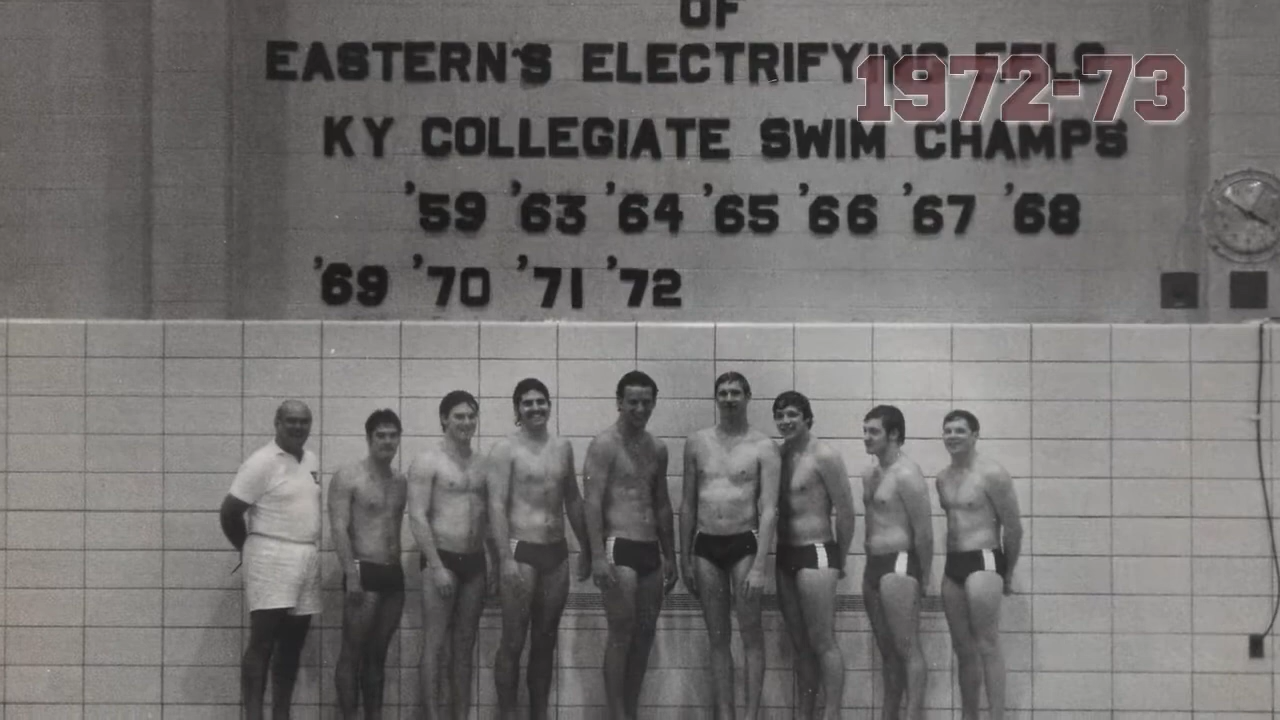 OF
EASTERN'S ELECTRIFYING EELS
1972-73
KY COLLEGIATE SWIM CHAMPS
'59 '63 '64 '65 '66 '67 '68
'69 '70 '71 '72